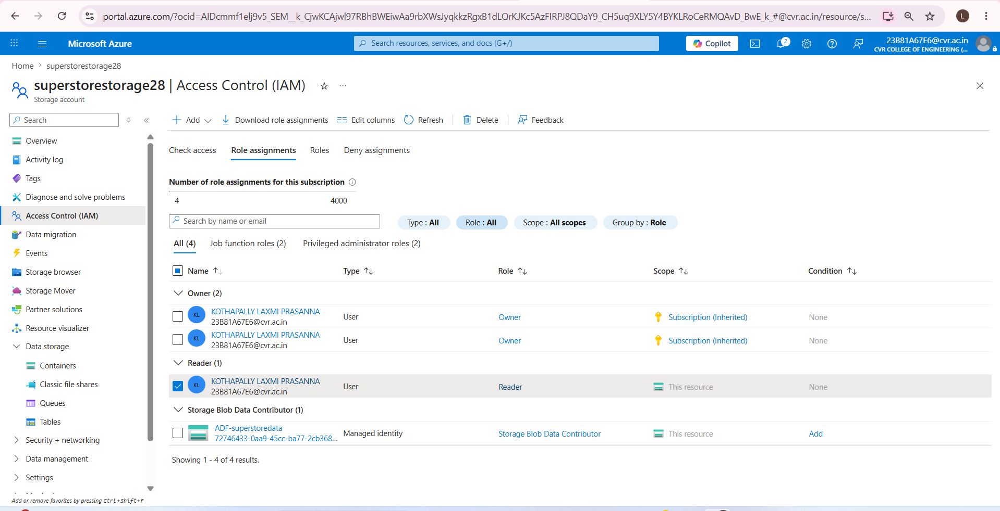 portal.azure.com/?ocid=AIDcmmf1elj9v5_SEM__k_CjwKCAjwl97RBhBWEiwAa9rbXWsJyqkkzRgxB1dLQrKJKc5AzFIRPJ8QDaY9_CH5uq9XLY5Y4BYKLRoCeRMQAvD_BwE_k_#@cvr.ac.in/resource/s...
L
Microsoft Azure
Search resources, services, and docs (G+/)
Copilot
2
23B81A67E6@cvr.ac.in
CVR COLLEGE OF ENGINEERING (...
Home > superstorestorage28
superstorestorage28 | Access Control (IAM)
Storage account
Search
Add
Download role assignments
Edit columns
Refresh
Delete
Feedback
Overview
Activity log
Tags
Diagnose and solve problems
Access Control (IAM)
Data migration
Events
Storage browser
Storage Mover
Partner solutions
Resource visualizer
Data storage
Containers
Classic file shares
Queues
Tables
Security + networking
Data management
Settings
Add or remove favorites by pressing Ctrl+Shift+F
Check access
Role assignments
Roles
Deny assignments
Number of role assignments for this subscription
4
4000
Search by name or email
Type : All
Role : All
Scope : All scopes
Group by : Role
All (4)
Job function roles (2)
Privileged administrator roles (2)
Name Type Role Scope Condition
Owner (2)
KL KOTHAPALLY LAXMI PRASANNA
23B81A67E6@cvr.ac.in
User Owner Subscription (Inherited) None
KL KOTHAPALLY LAXMI PRASANNA
23B81A67E6@cvr.ac.in
User Owner Subscription (Inherited) None
Reader (1)
KL KOTHAPALLY LAXMI PRASANNA
23B81A67E6@cvr.ac.in
User Reader This resource None
Storage Blob Data Contributor (1)
ADF-superstoredata
72746433-0aa9-45cc-ba77-2cb368...
Managed identity Storage Blob Data Contributor This resource Add
Showing 1 - 4 of 4 results.